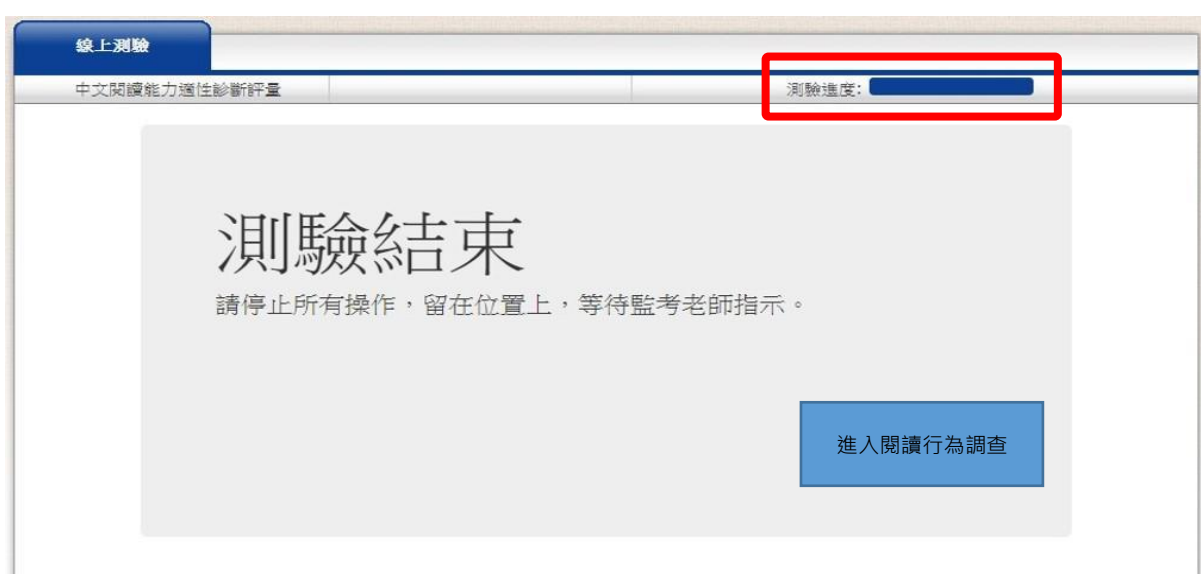 線上測驗
中文閱讀能力適性診斷評量
測驗進度:
測驗結束
請停止所有操作，留在位置上，等待監考老師指示。
進入閱讀行為調查